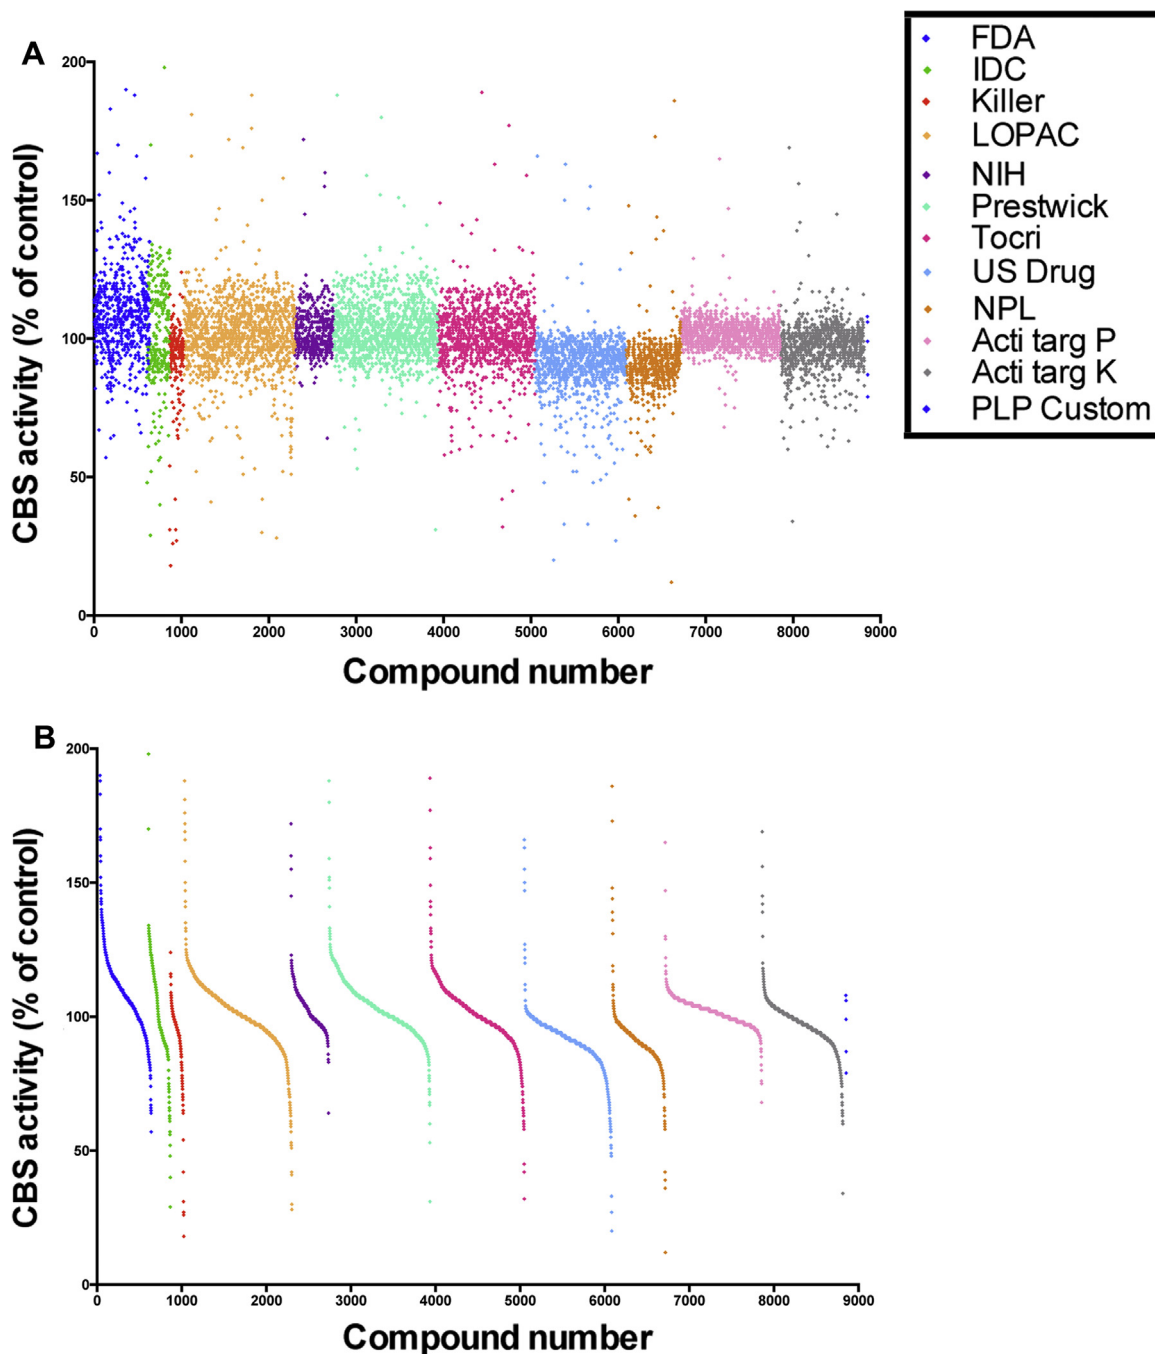 A
200
150
100
50
0
CBS activity (% of control)
0 1000 2000 3000 4000 5000 6000 7000 8000 9000
Compound number
FDA
IDC
Killer
LOPAC
NIH
Prestwick
Tocri
US Drug
NPL
Acti targ P
Acti targ K
PLP Custom
B
200
150
100
50
0
CBS activity (% of control)
0 1000 2000 3000 4000 5000 6000 7000 8000 9000
Compound number